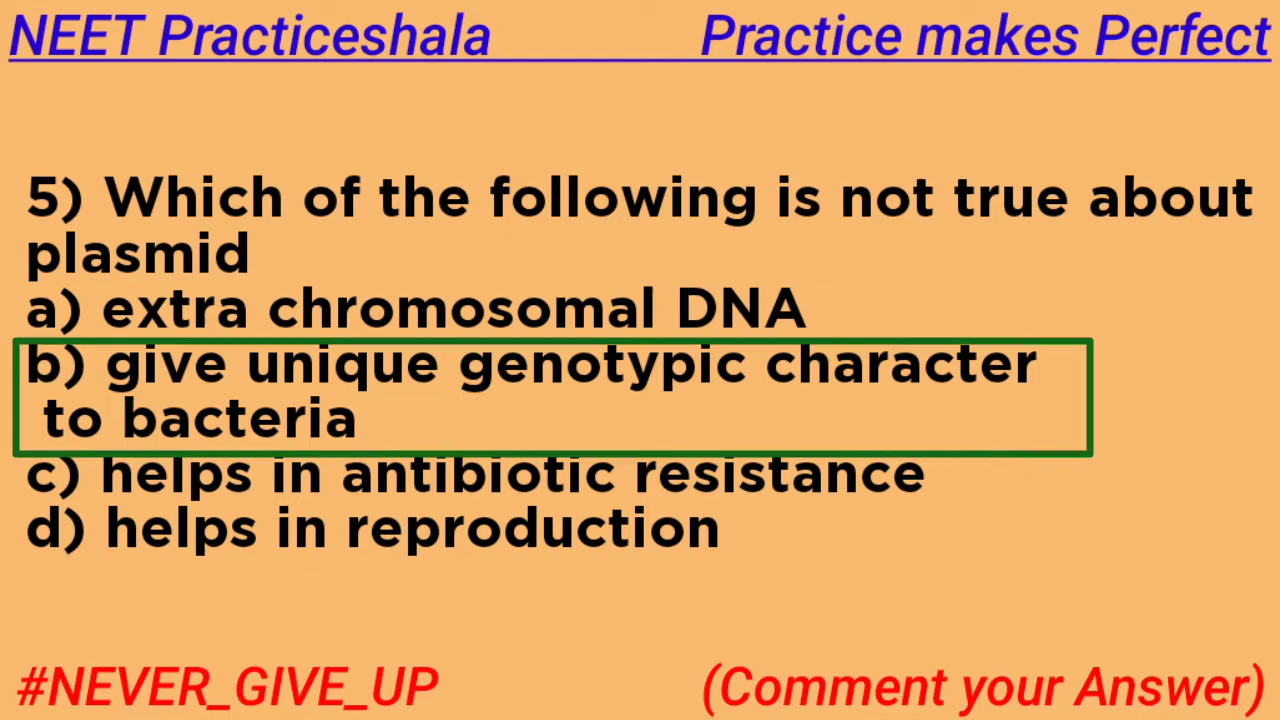 NEET Practiceshala Practice makes Perfect
5) Which of the following is not true about
plasmid
a) extra chromosomal DNA
b) give unique genotypic character
to bacteria
c) helps in antibiotic resistance
d) helps in reproduction
#NEVER_GIVE_UP (Comment your Answer)